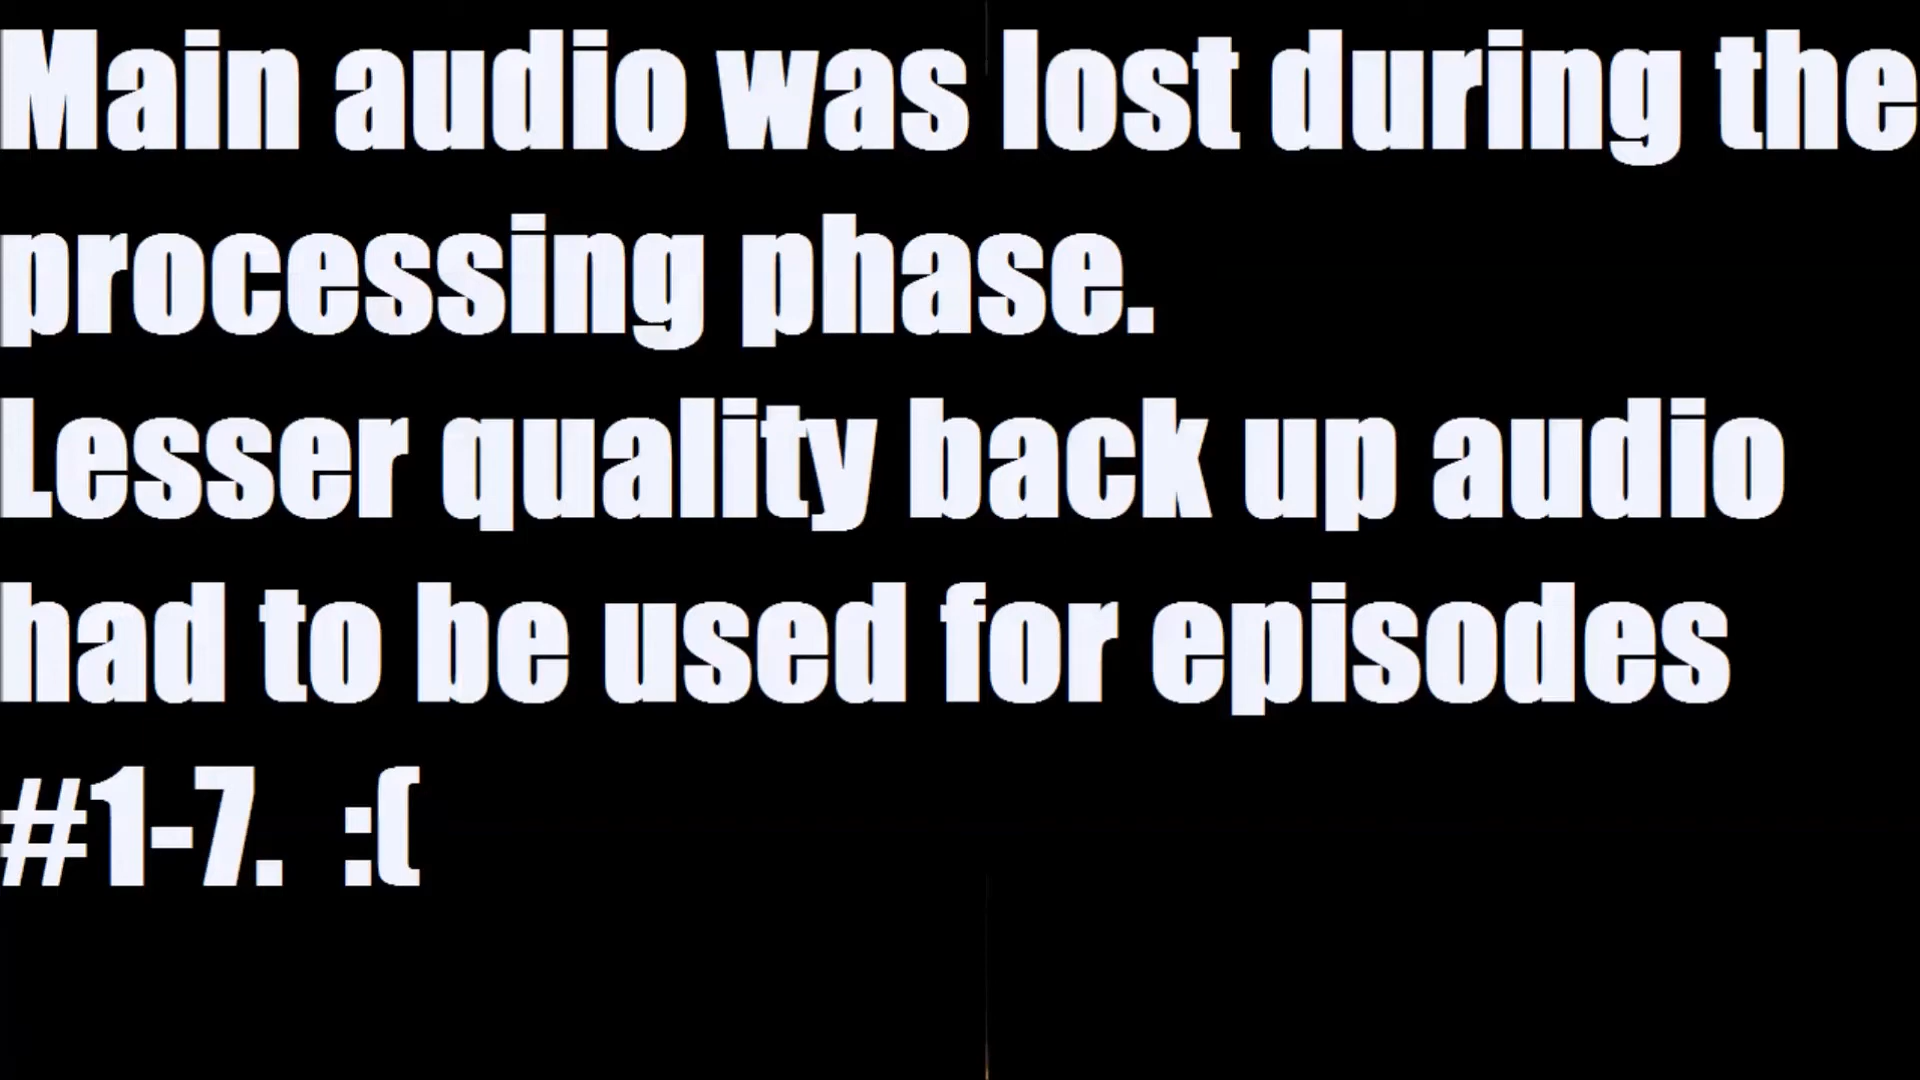 Main audio was lost during the
processing phase.
Lesser quality back up audio
had to be used for episodes
#1-7.  :(